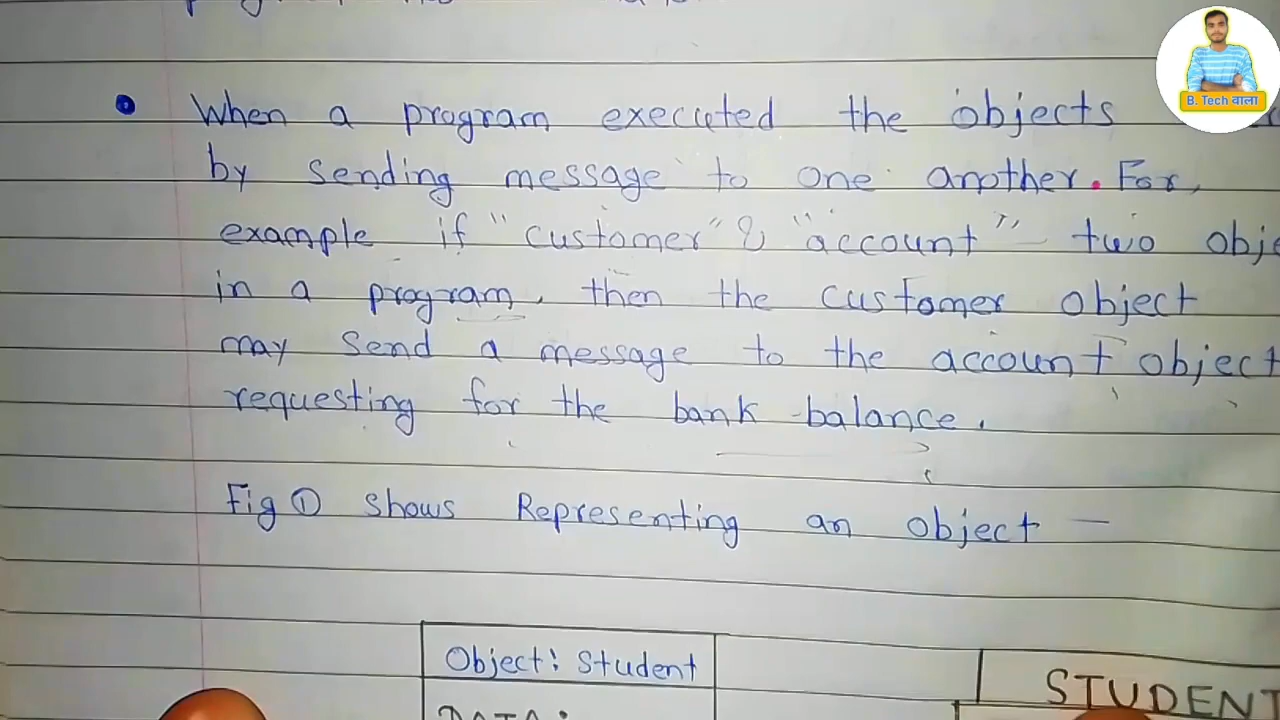 When a program executed the objects
by sending message to one another. For,
example if "customer" & "account" two obje
in a program, then the customer object
may send a message to the account object
requesting for the bank balance.
Fig ① shows Representing an object —
Object: Student
STUDENT
DATA:
B. Tech वाला